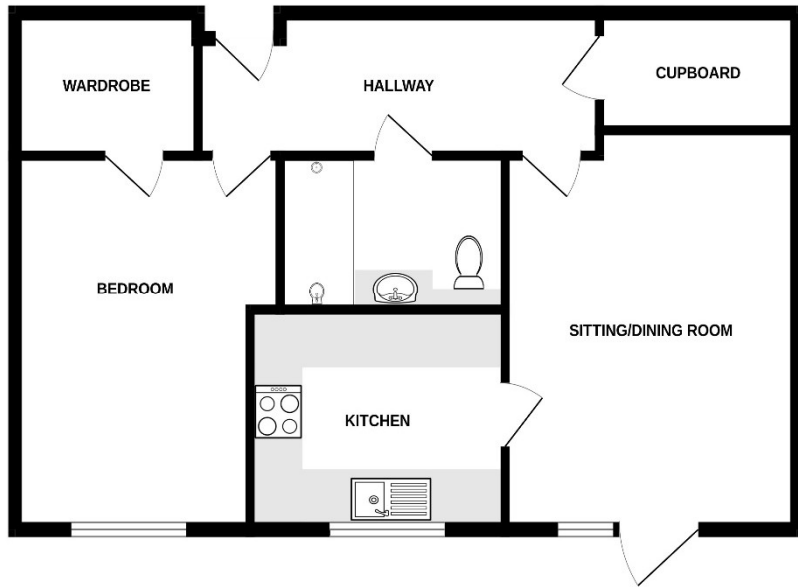 WARDROBE
HALLWAY
CUPBOARD
BEDROOM
SITTING/DINING ROOM
KITCHEN